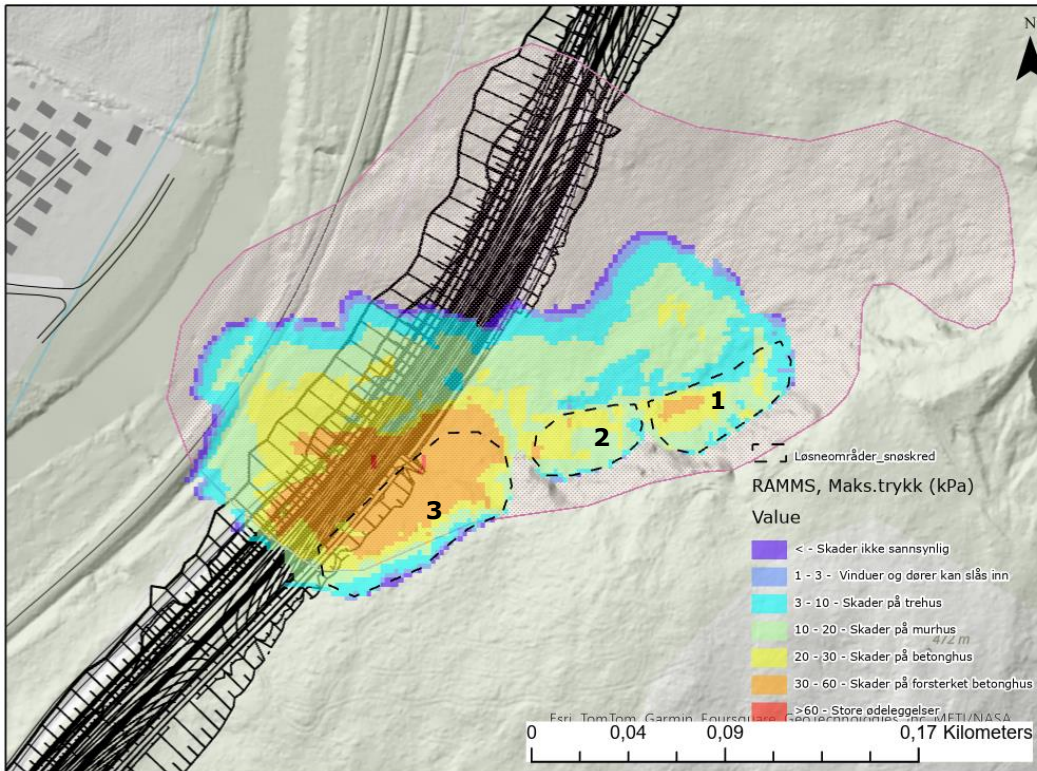 N
1
2
3
Løsneområder_snøskred
RAMMS, Maks.trykk (kPa)
Value
< - Skader ikke sannsynlig
1 - 3 - Vinduer og dører kan slås inn
3 - 10 - Skader på trehus
10 - 20 - Skader på murhus
472 m
20 - 30 - Skader på betonghus
30 - 60 - Skader på forsterket betonghus
>60 - Store ødeleggelser
Esri, TomTom, Garmin, Foursquare, GeoTechnologies, Inc, METI/NASA
0 0,04 0,09 0,17 Kilometers